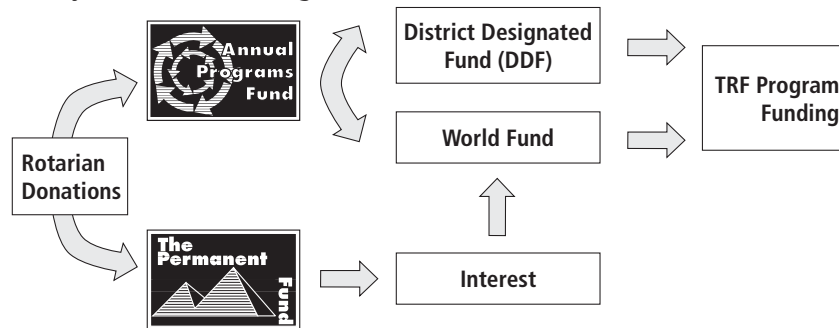 Annual
Programs
Fund
District Designated
Fund (DDF)
TRF Program
Funding
World Fund
Rotarian
Donations
The
Permanent
Fund
Interest